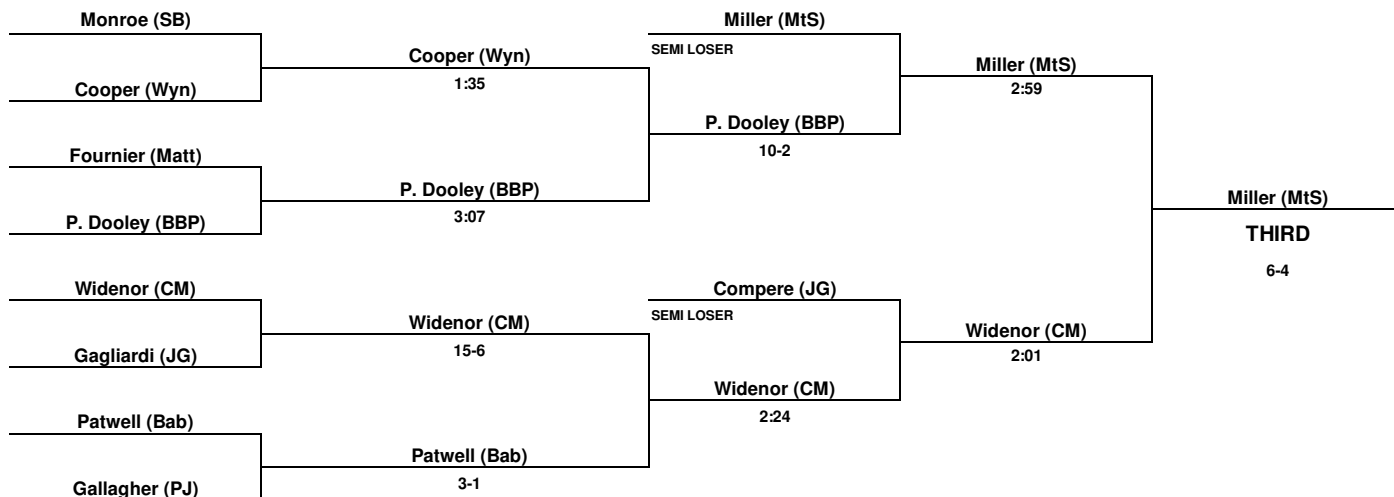 Monroe (SB)
Miller (MtS)
SEMI LOSER
Cooper (Wyn)
1:35
Miller (MtS)
2:59
Cooper (Wyn)
P. Dooley (BBP)
10-2
Fournier (Matt)
P. Dooley (BBP)
3:07
Miller (MtS)
THIRD
6-4
P. Dooley (BBP)
Widenor (CM)
Compere (JG)
SEMI LOSER
Widenor (CM)
15-6
Widenor (CM)
2:01
Gagliardi (JG)
Widenor (CM)
2:24
Patwell (Bab)
Patwell (Bab)
3-1
Gallagher (PJ)